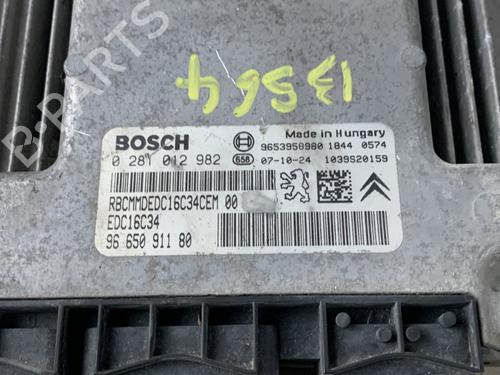 13564
BOSCH
Made in Hungary
9653958980 1844 0574
0 281 012 982
658
07-10-24 1039S20159
RBCMMDEDC16C34CEM 00
EDC16C34
96 650 911 80
B-PARTS